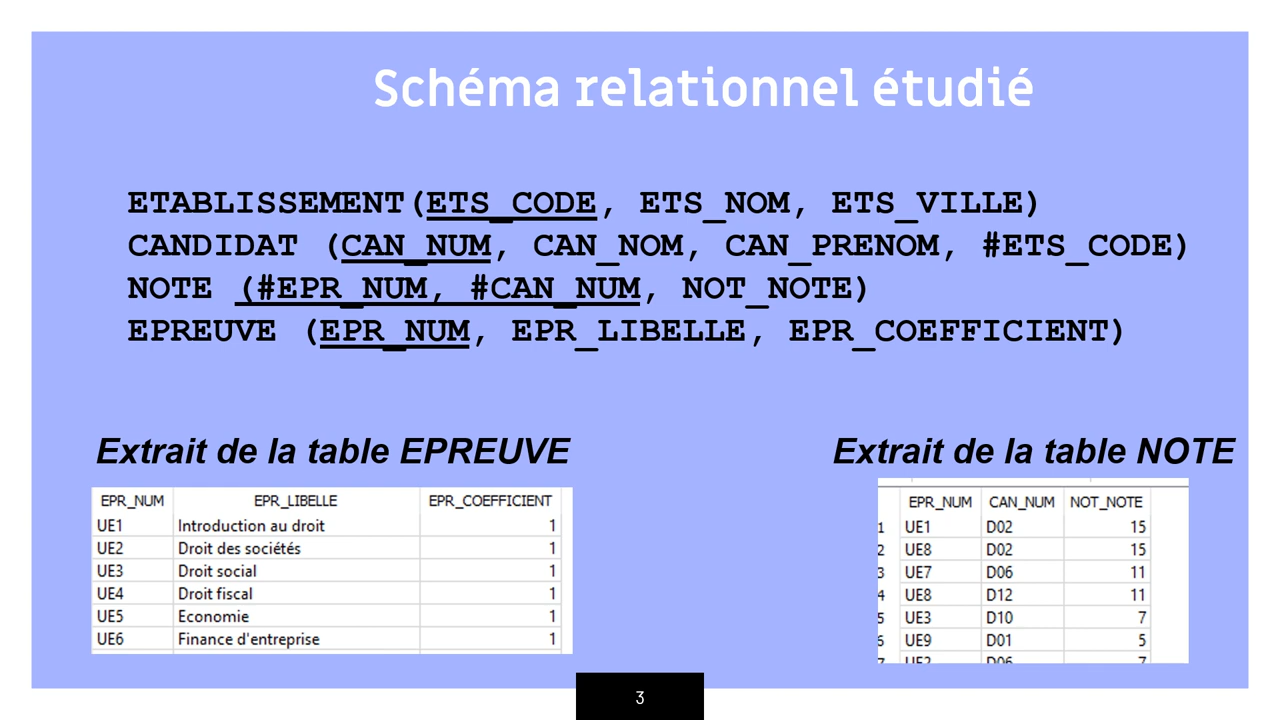 Schéma relationnel étudié
ETABLISSEMENT(ETS_CODE, ETS_NOM, ETS_VILLE)
CANDIDAT (CAN_NUM, CAN_NOM, CAN_PRENOM, #ETS_CODE)
NOTE (#EPR_NUM, #CAN_NUM, NOT_NOTE)
EPREUVE (EPR_NUM, EPR_LIBELLE, EPR_COEFFICIENT)
Extrait de la table EPREUVE
EPR_NUM EPR_LIBELLE EPR_COEFFICIENT
UE1 Introduction au droit 1
UE2 Droit des sociétés 1
UE3 Droit social 1
UE4 Droit fiscal 1
UE5 Economie 1
UE6 Finance d'entreprise 1
Extrait de la table NOTE
EPR_NUM CAN_NUM NOT_NOTE
1 UE1 D02 15
2 UE8 D02 15
3 UE7 D06 11
4 UE8 D12 11
5 UE3 D10 7
6 UE9 D01 5
7 UE2 D06 7
3